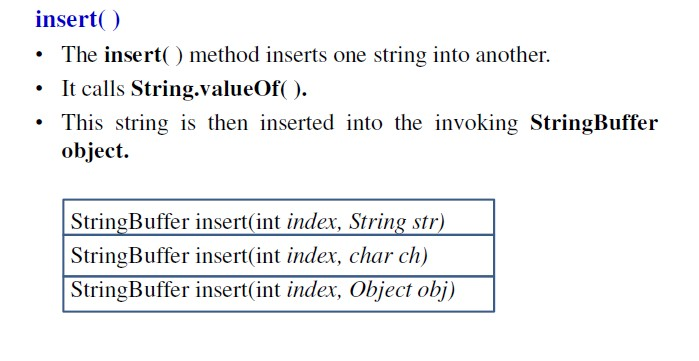 insert( )
• The insert( ) method inserts one string into another.
• It calls String.valueOf( ).
• This string is then inserted into the invoking StringBuffer
object.
StringBuffer insert(int index, String str)
StringBuffer insert(int index, char ch)
StringBuffer insert(int index, Object obj)